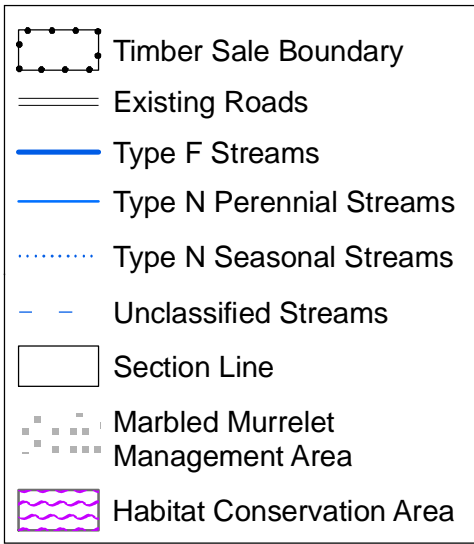 Timber Sale Boundary
Existing Roads
Type F Streams
Type N Perennial Streams
Type N Seasonal Streams
Unclassified Streams
Section Line
Marbled Murrelet
Management Area
Habitat Conservation Area